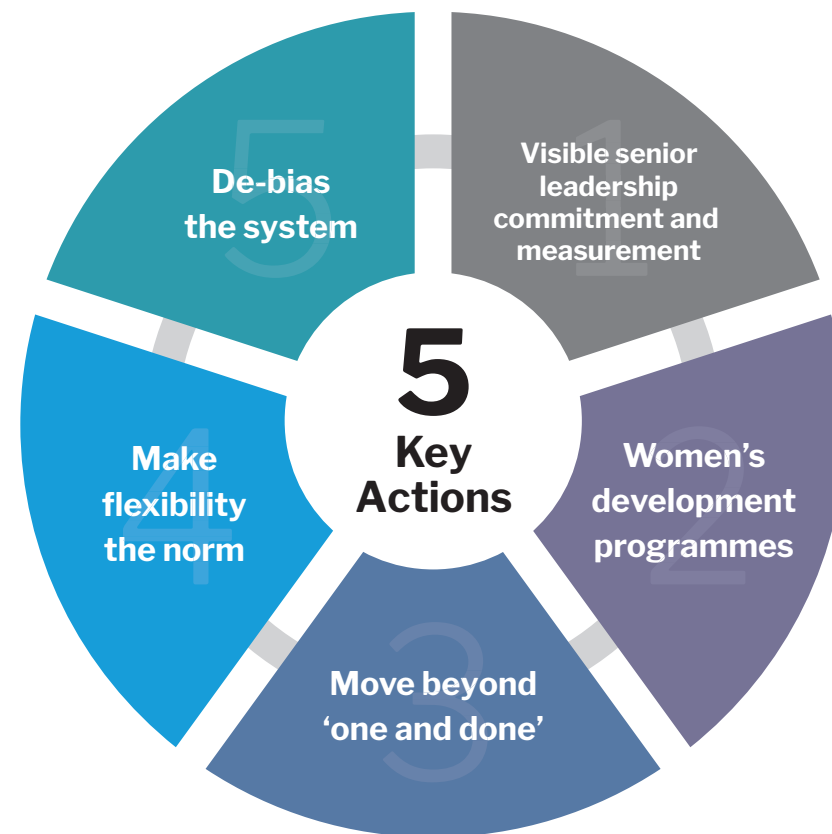 5
Key
Actions
1
Visible senior
leadership
commitment and
measurement
2
Women’s
development
programmes
3
Move beyond
‘one and done’
4
Make
flexibility
the norm
5
De-bias
the system